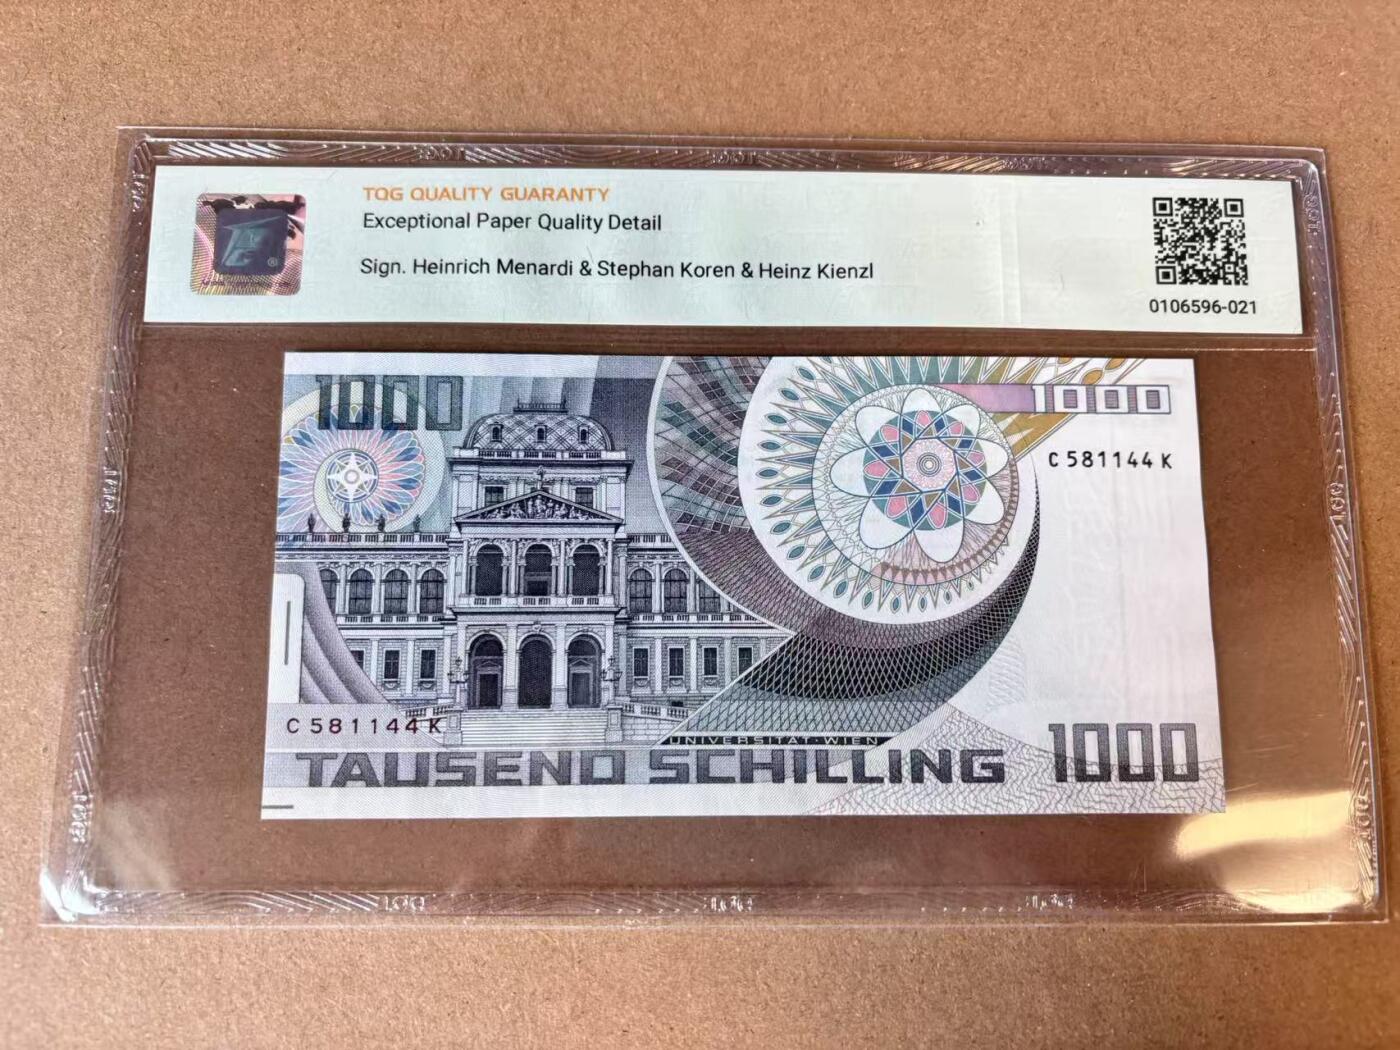 TQG QUALITY GUARANTY
Exceptional Paper Quality Detail
Sign. Heinrich Menardi & Stephan Koren & Heinz Kienzl
0106596-021
1000
1000
C 581144 K
C 581144 K
UNIVERSITÄT·WIEN
TAUSEND SCHILLING 1000